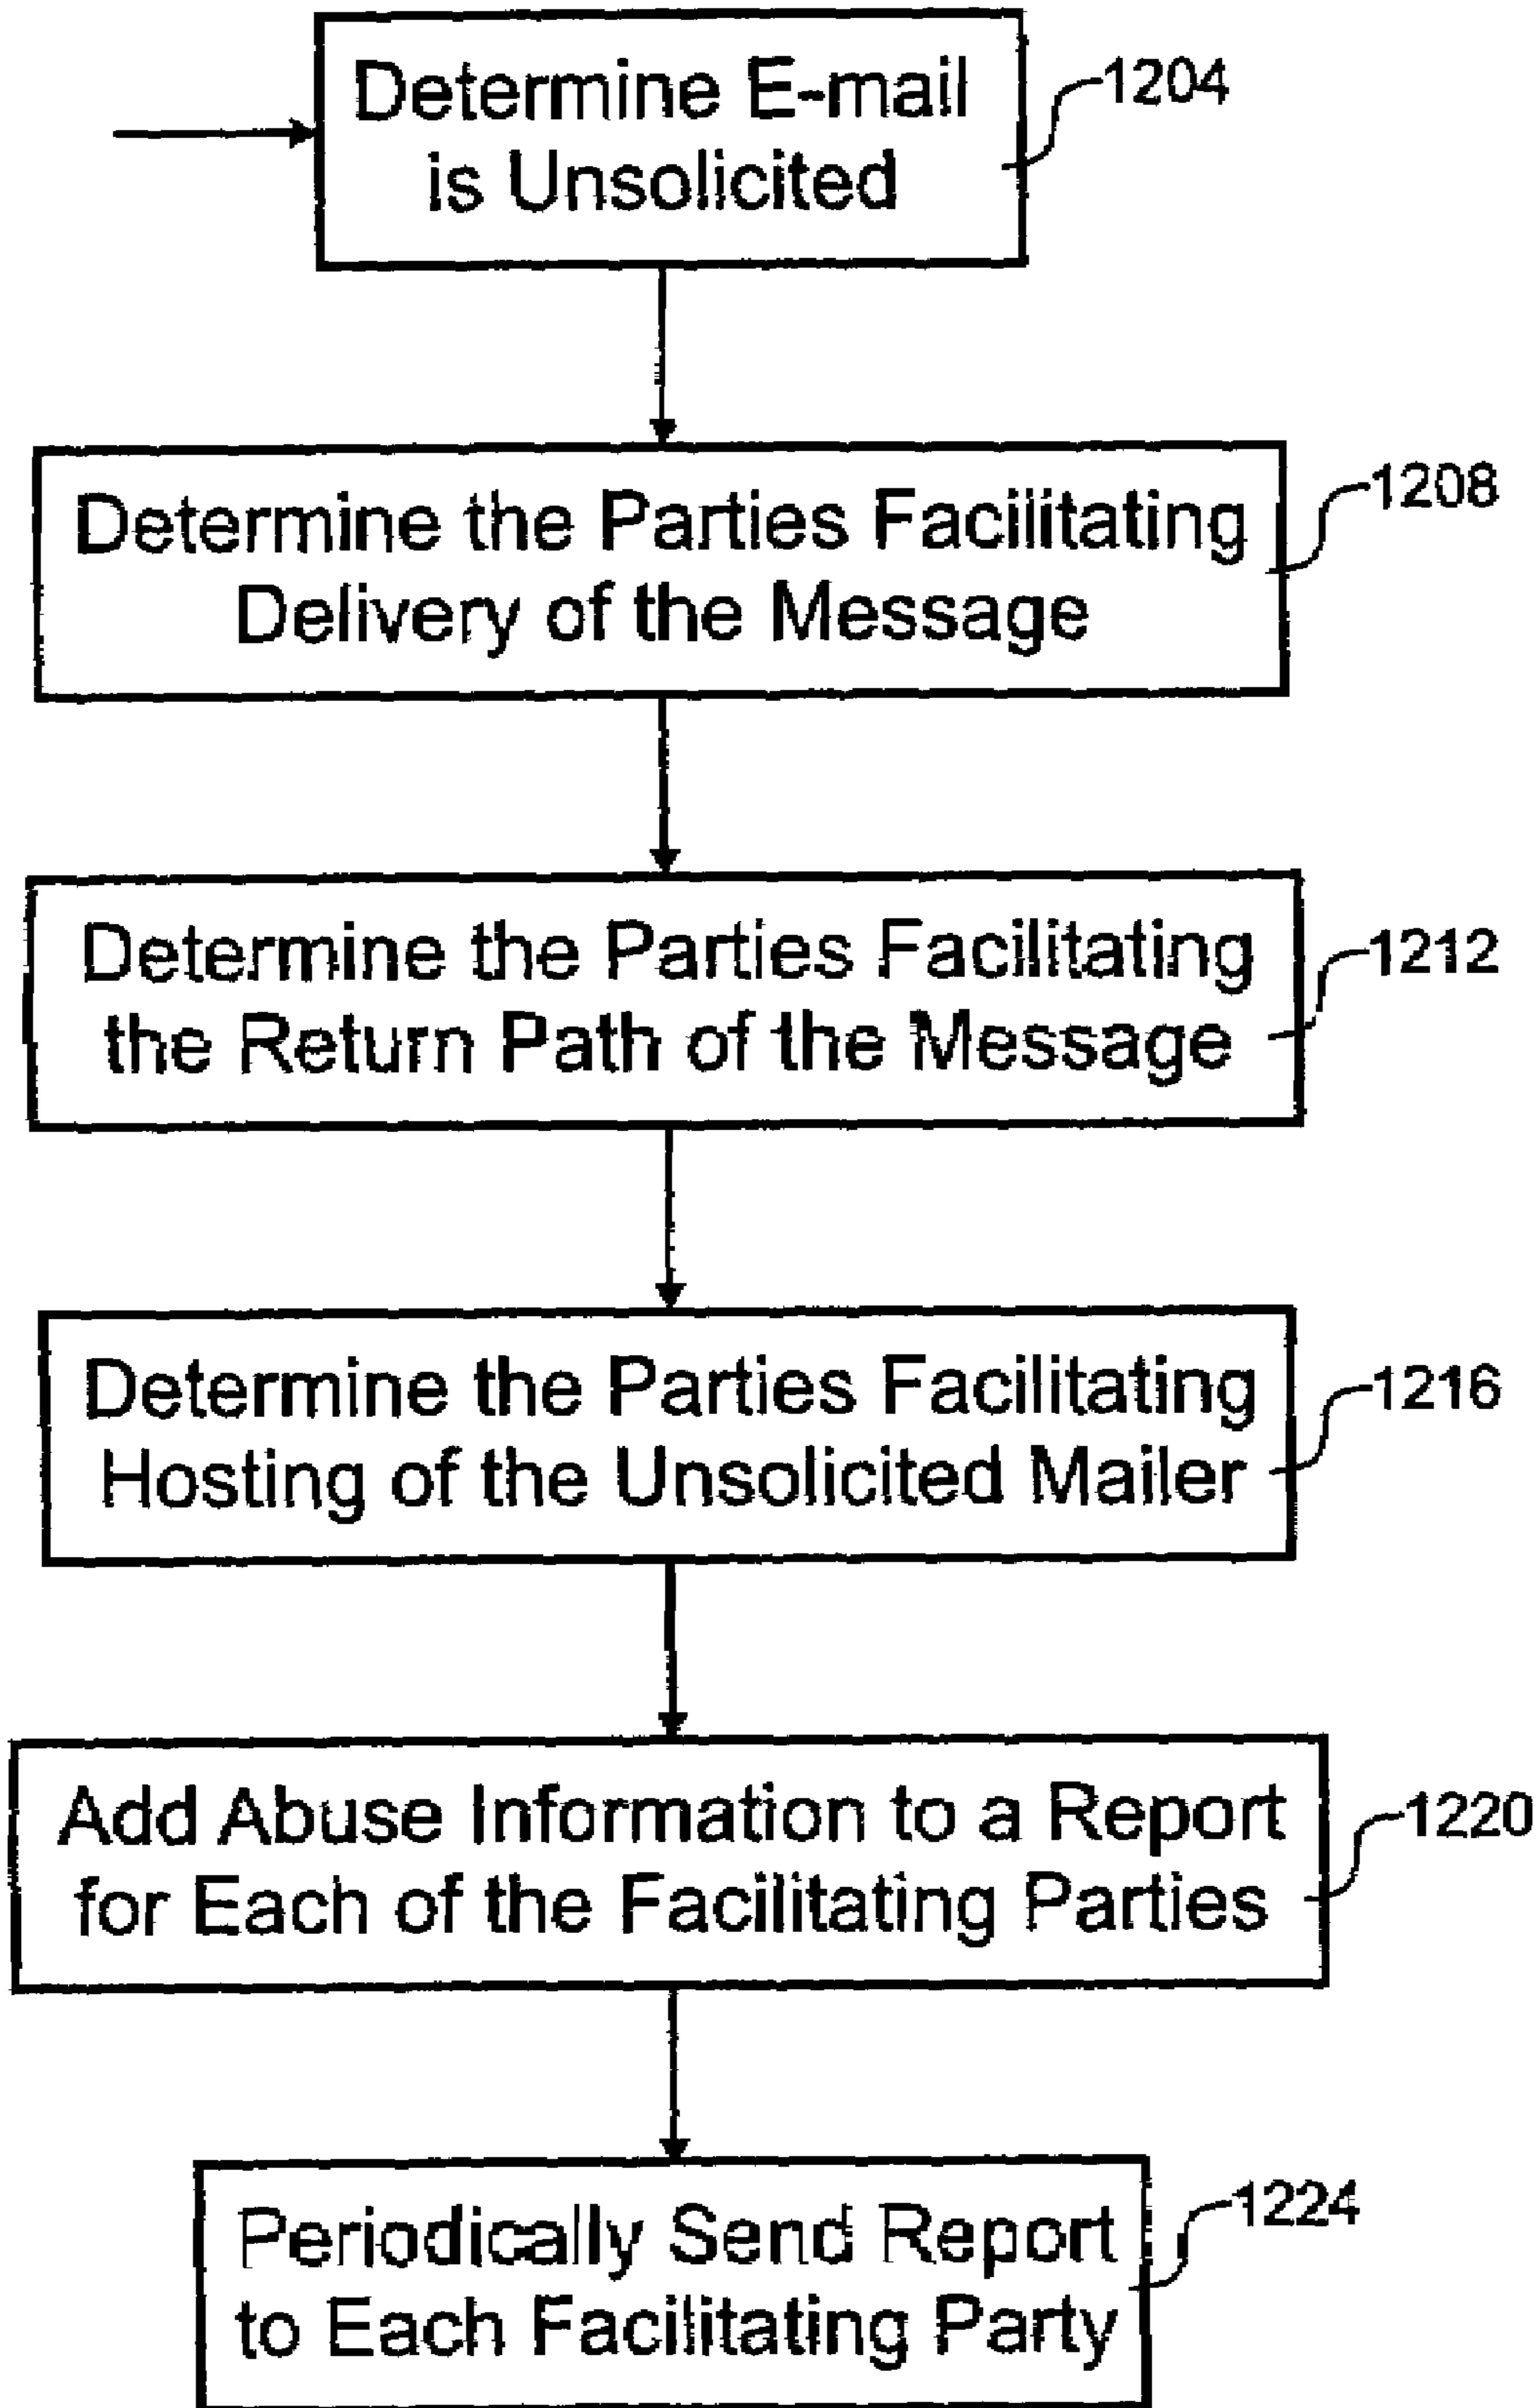 Determine E-mail
is Unsolicited
1204
Determine the Parties Facilitating
Delivery of the Message
1208
Determine the Parties Facilitating
the Return Path of the Message
1212
Determine the Parties Facilitating
Hosting of the Unsolicited Mailer
1216
Add Abuse Information to a Report
for Each of the Facilitating Parties
1220
Periodically Send Report
to Each Facilitating Party
1224